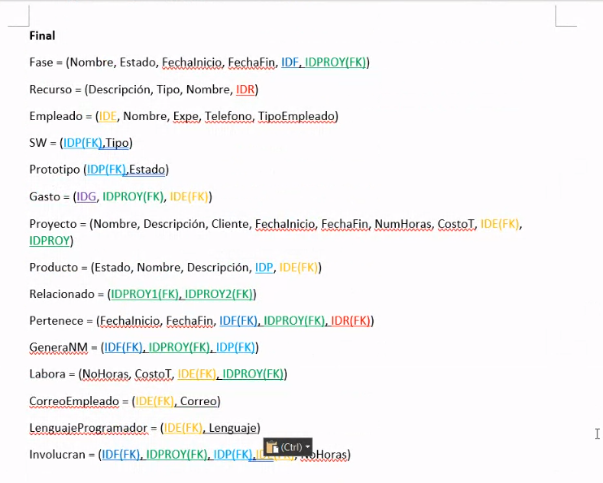 Final
Fase = (Nombre, Estado, FechaInicio, FechaFin, IDF, IDPROY(FK))
Recurso = (Descripción, Tipo, Nombre, IDR)
Empleado = (IDE, Nombre, Expe, Telefono, TipoEmpleado)
SW = (IDP(FK),Tipo)
Prototipo (IDP(FK),Estado)
Gasto = (IDG, IDPROY(FK), IDE(FK))
Proyecto = (Nombre, Descripción, Cliente, FechaInicio, FechaFin, NumHoras, CostoT, IDE(FK),
IDPROY)
Producto = (Estado, Nombre, Descripción, IDP, IDE(FK))
Relacionado = (IDPROY1(FK), IDPROY2(FK))
Pertenece = (FechaInicio, FechaFin, IDF(FK), IDPROY(FK), IDR(FK))
GeneraNM = (IDF(FK), IDPROY(FK), IDP(FK))
Labora = (NoHoras, CostoT, IDE(FK), IDPROY(FK))
CorreoEmpleado = (IDE(FK), Correo)
LenguajeProgramador = (IDE(FK), Lenguaje)
(Ctrl)
Involucran = (IDF(FK), IDPROY(FK), IDP(FK), NoHoras)